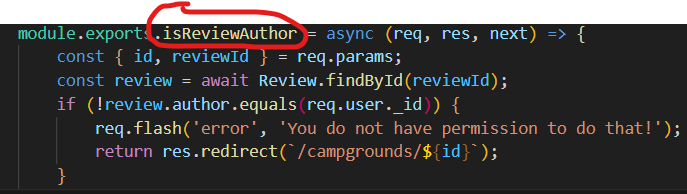 module.exports.isReviewAuthor = async (req, res, next) => {
    const { id, reviewId } = req.params;
    const review = await Review.findById(reviewId);
    if (!review.author.equals(req.user._id)) {
        req.flash('error', 'You do not have permission to do that!');
        return res.redirect(`/campgrounds/${id}`);
    }